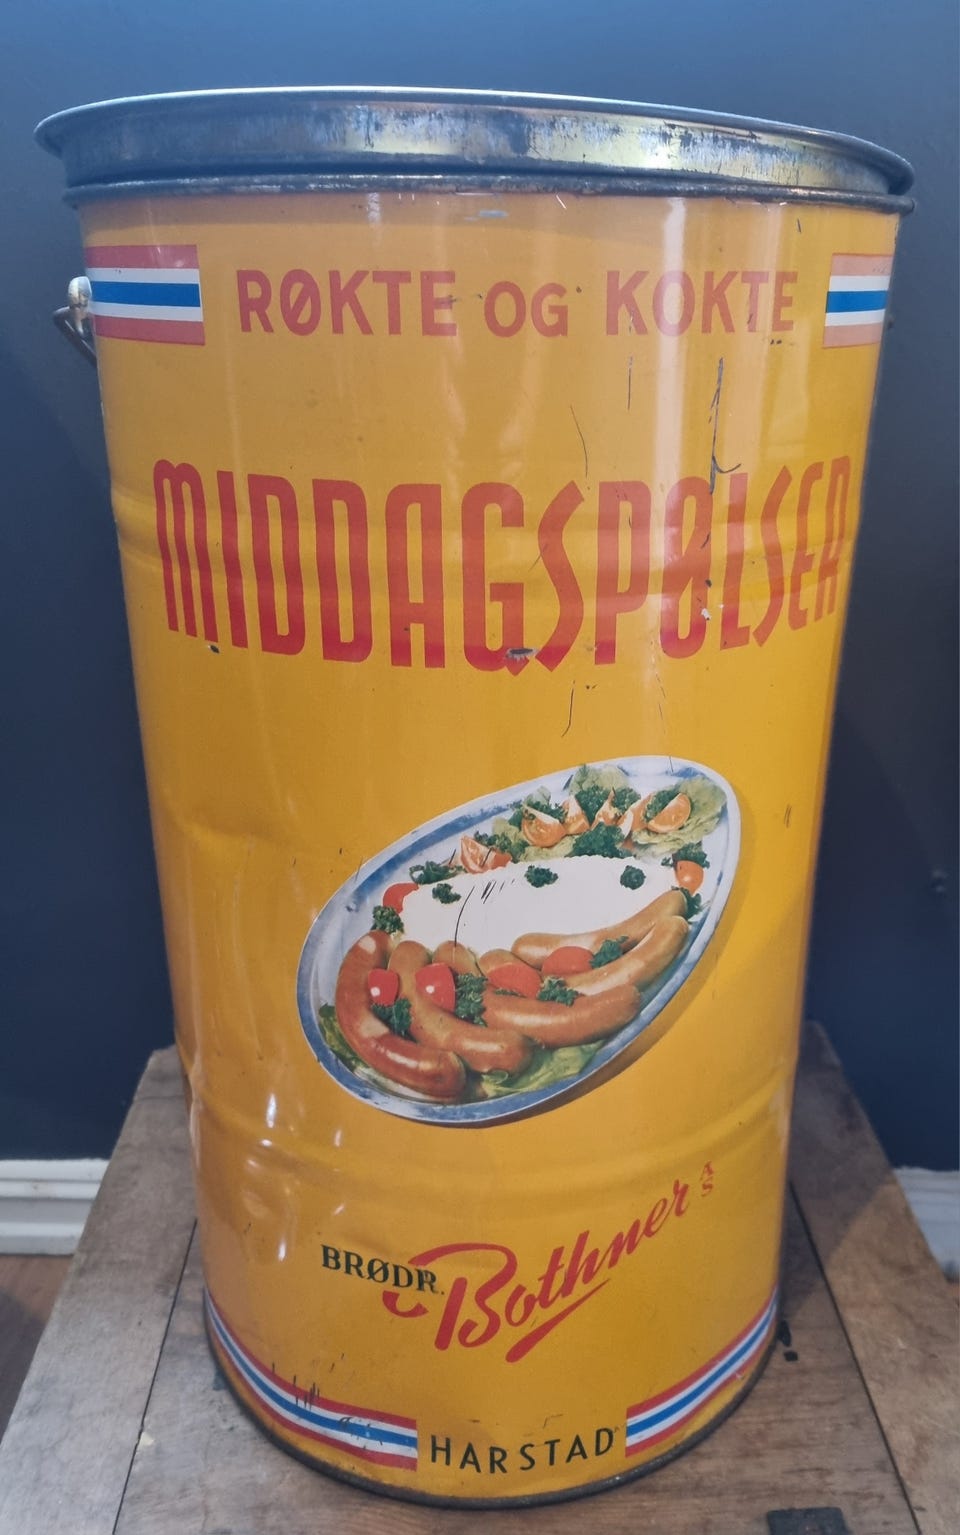 RØKTE OG KOKTE
MIDDAGSPØLSER
BRØDR. Bothner A/S
HARSTAD